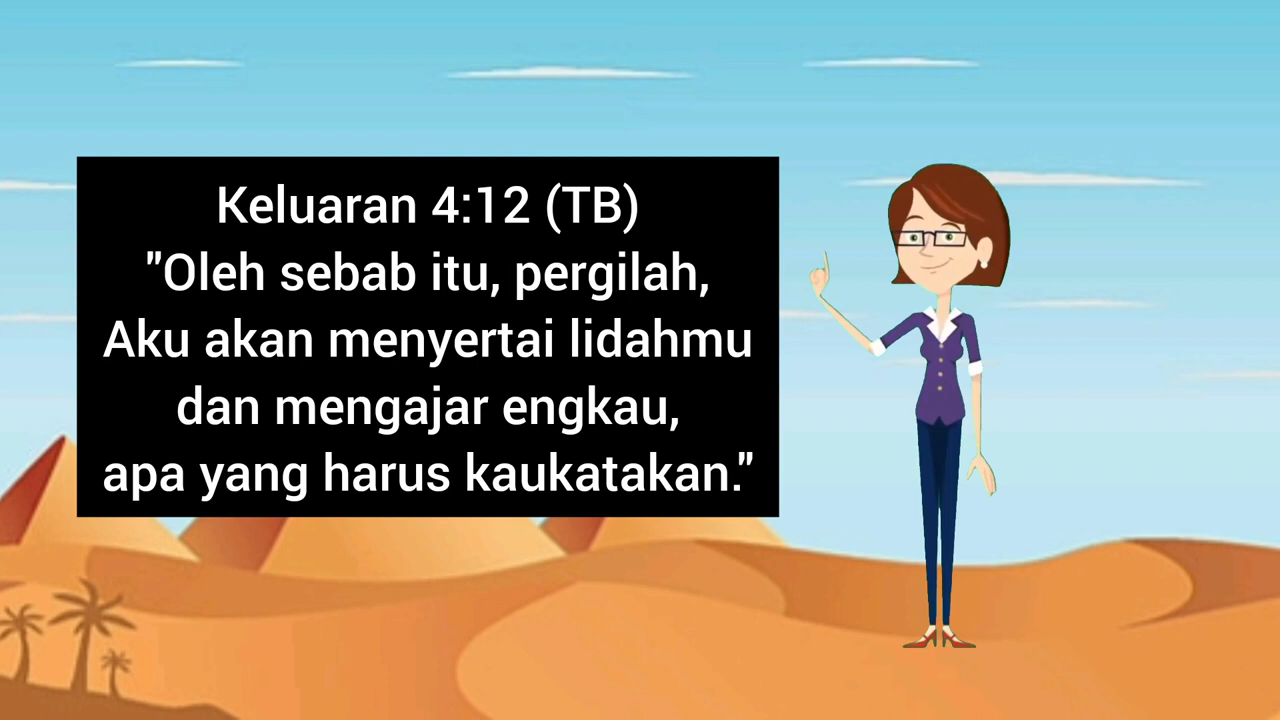 Keluaran 4:12 (TB)
"Oleh sebab itu, pergilah,
Aku akan menyertai lidahmu
dan mengajar engkau,
apa yang harus kaukatakan."